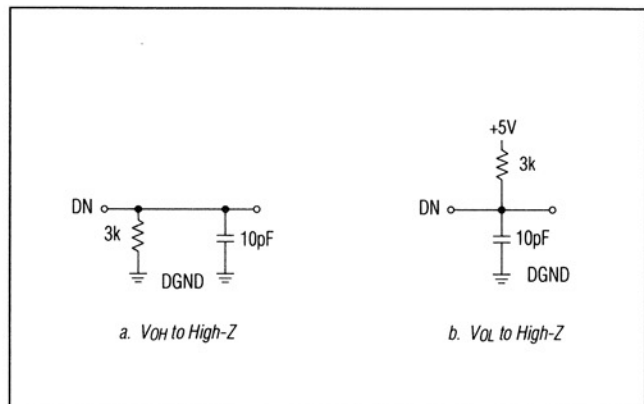 DN
3k
10pF
DGND
a. VOH to High-Z
+5V
3k
DN
10pF
DGND
b. VOL to High-Z